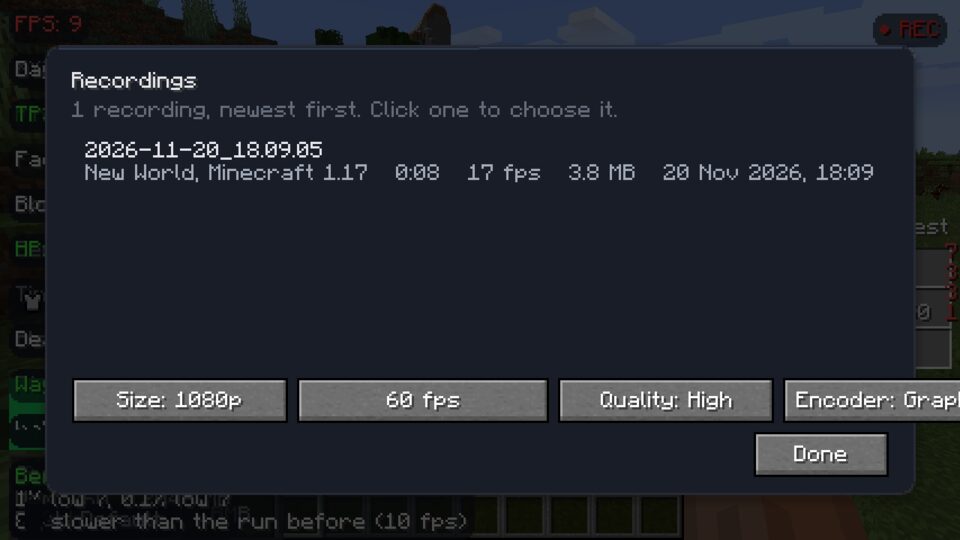 FPS: 9
REC
Recordings
1 recording, newest first. Click one to choose it.
2026-11-20_18.09.05
New World, Minecraft 1.17 0:08 17 fps 3.8 MB 20 Nov 2026, 18:09
Size: 1080p
60 fps
Quality: High
Encoder: Grap
Done
slower than the run before (10 fps)